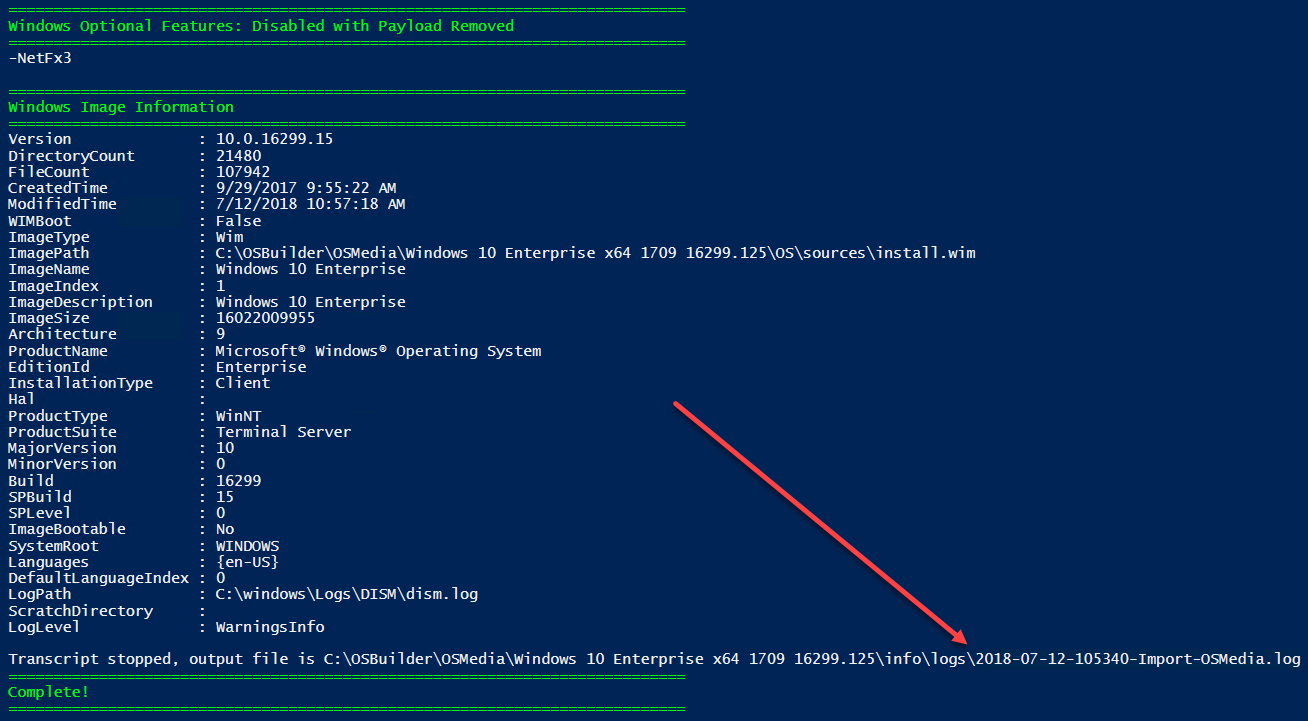 ===========================================================================
Windows Optional Features: Disabled with Payload Removed
===========================================================================
-NetFx3
===========================================================================
Windows Image Information
===========================================================================
Version              : 10.0.16299.15
DirectoryCount       : 21480
FileCount            : 107942
CreatedTime          : 9/29/2017 9:55:22 AM
ModifiedTime         : 7/12/2018 10:57:18 AM
WIMBoot              : False
ImageType            : Wim
ImagePath            : C:\OSBuilder\OSMedia\Windows 10 Enterprise x64 1709 16299.125\OS\sources\install.wim
ImageName            : Windows 10 Enterprise
ImageIndex           : 1
ImageDescription     : Windows 10 Enterprise
ImageSize            : 16022009955
Architecture         : 9
ProductName          : Microsoft® Windows® Operating System
EditionId            : Enterprise
InstallationType     : Client
Hal                  :
ProductType          : WinNT
ProductSuite         : Terminal Server
MajorVersion         : 10
MinorVersion         : 0
Build                : 16299
SPBuild              : 15
SPLevel              : 0
ImageBootable        : No
SystemRoot           : WINDOWS
Languages            : {en-US}
DefaultLanguageIndex : 0
LogPath              : C:\windows\Logs\DISM\dism.log
ScratchDirectory     :
LogLevel             : WarningsInfo
Transcript stopped, output file is C:\OSBuilder\OSMedia\Windows 10 Enterprise x64 1709 16299.125\info\logs\2018-07-12-105340-Import-OSMedia.log
===========================================================================
Complete!
===========================================================================